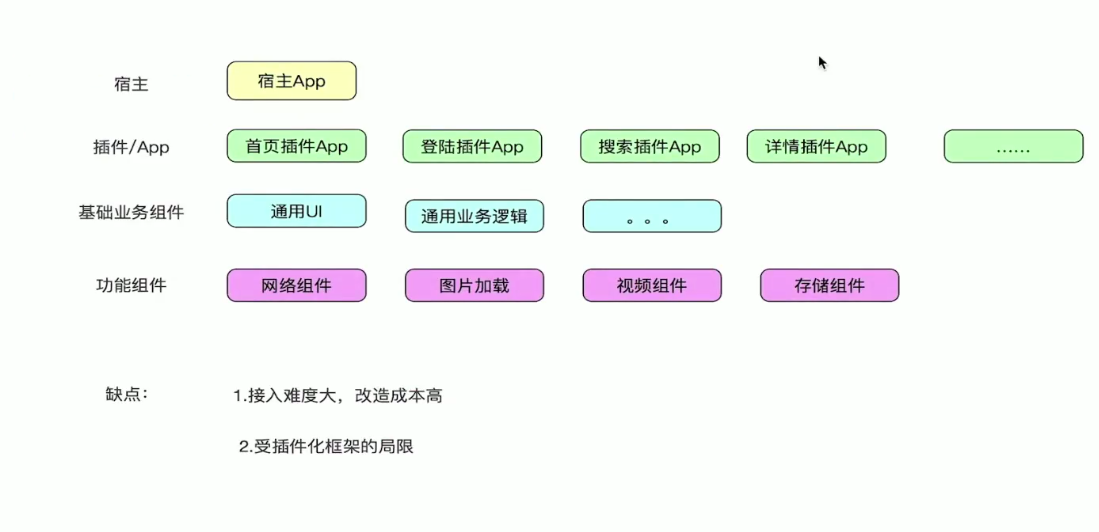 宿主 宿主App
插件/App 首页插件App 登陆插件App 搜索插件App 详情插件App ……
基础业务组件 通用UI 通用业务逻辑 。。。
功能组件 网络组件 图片加载 视频组件 存储组件
缺点： 1.接入难度大，改造成本高
2.受插件化框架的局限